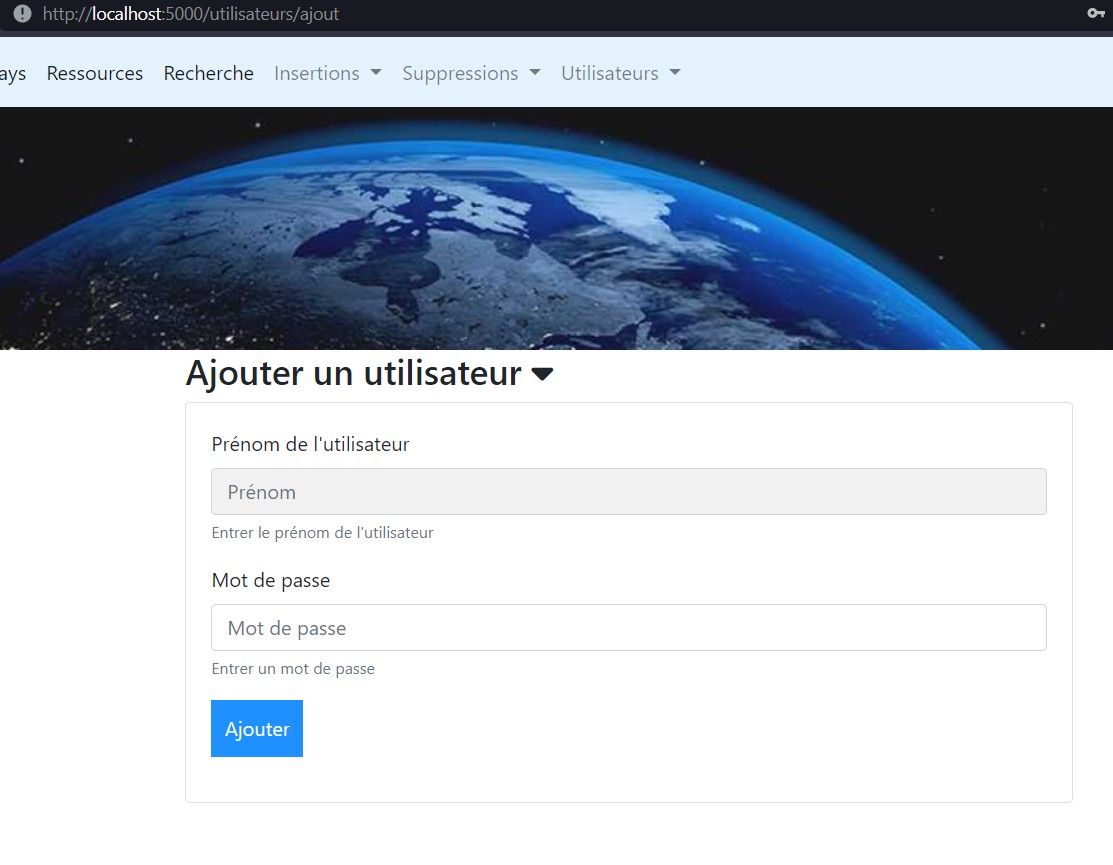 http://localhost:5000/utilisateurs/ajout
ays Ressources Recherche Insertions Suppressions Utilisateurs
Ajouter un utilisateur
Prénom de l'utilisateur
Prénom
Entrer le prénom de l'utilisateur
Mot de passe
Mot de passe
Entrer un mot de passe
Ajouter